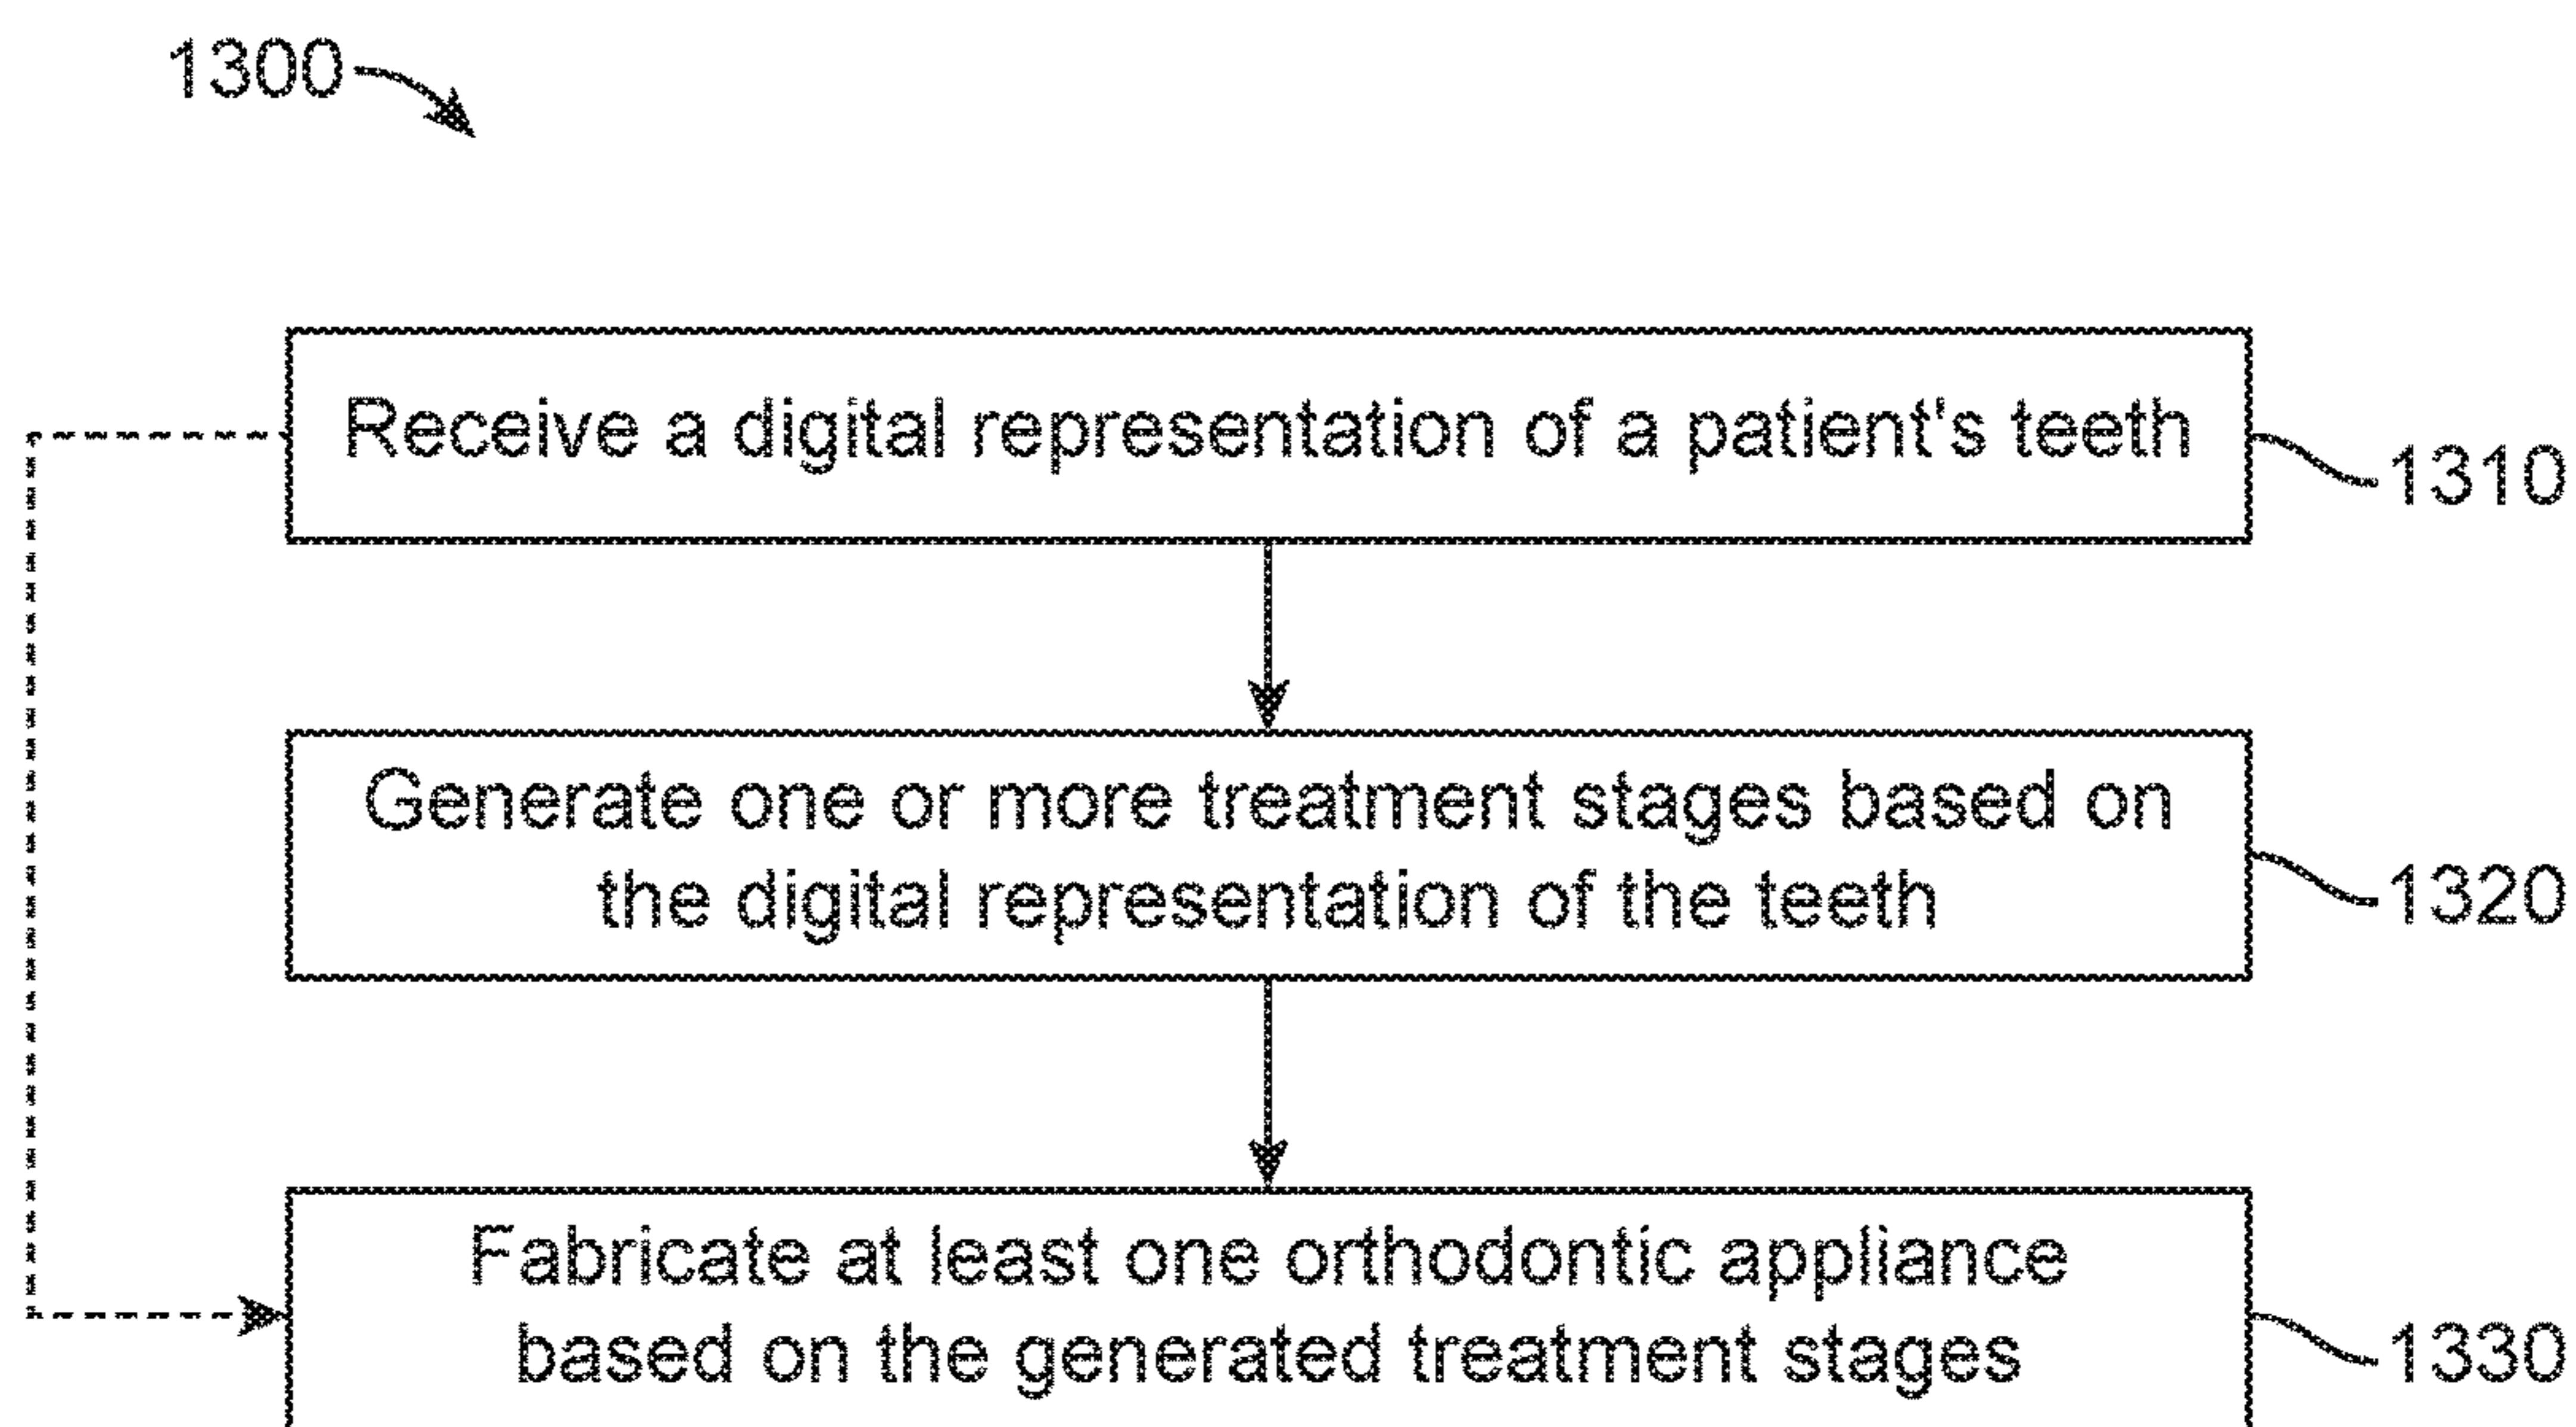 1300
Receive a digital representation of a patient's teeth
1310
Generate one or more treatment stages based on
the digital representation of the teeth
1320
Fabricate at least one orthodontic appliance
based on the generated treatment stages
1330